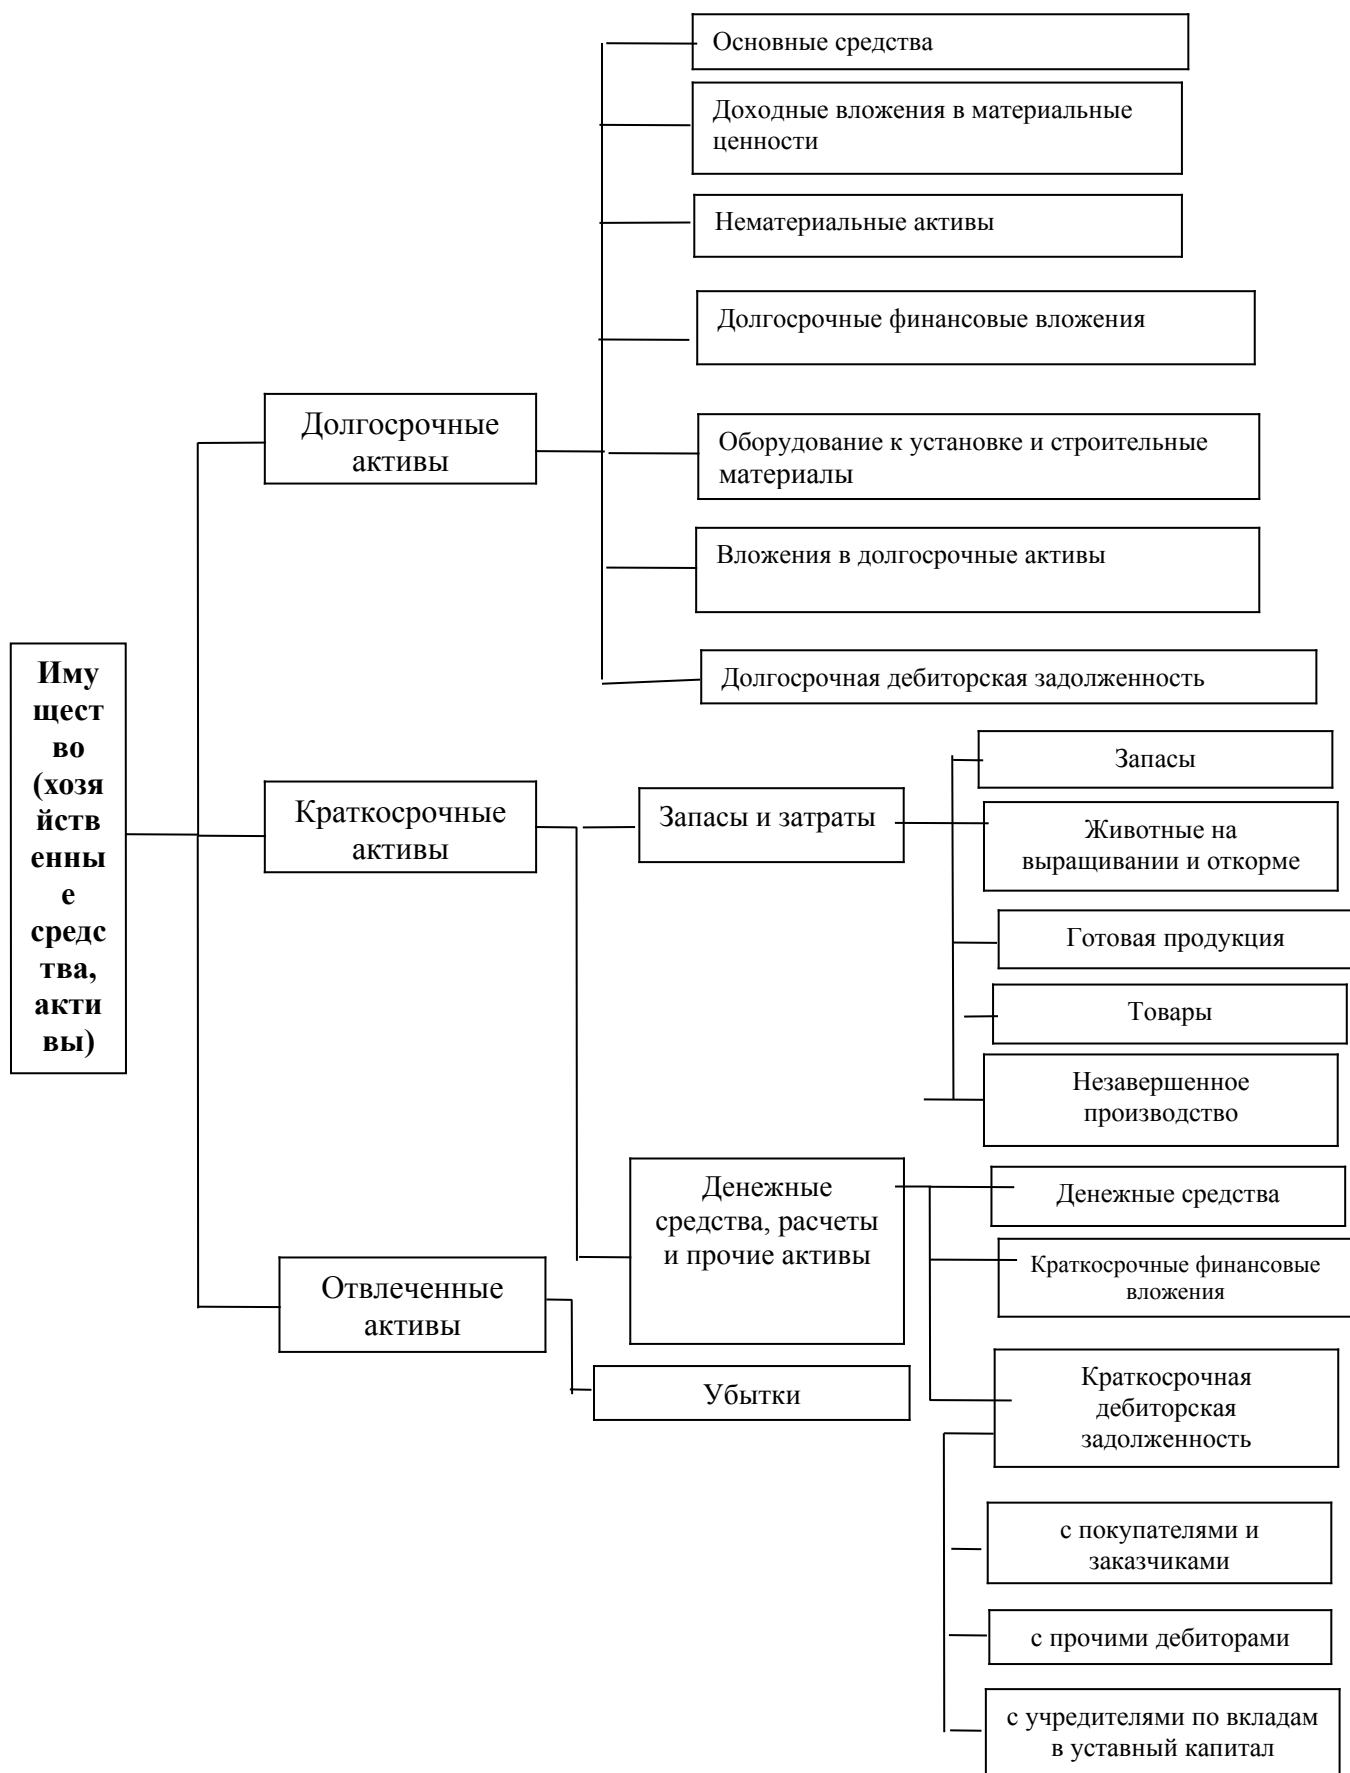 Основные средства
Доходные вложения в материальные
ценности
Нематериальные активы
Долгосрочные финансовые вложения
Долгосрочные
активы
Оборудование к установке и строительные
материалы
Вложения в долгосрочные активы
Долгосрочная дебиторская задолженность
Иму
щест
во
(хозя
йств
енны
е
средс
тва,
акти
вы)
Краткосрочные
активы
Запасы и затраты
Запасы
Животные на
выращивании и откорме
Готовая продукция
Товары
Незавершенное
производство
Денежные
средства, расчеты
и прочие активы
Денежные средства
Краткосрочные финансовые
вложения
Краткосрочная
дебиторская
задолженность
с покупателями и
заказчиками
с прочими дебиторами
с учредителями по вкладам
в уставный капитал
Отвлеченные
активы
Убытки